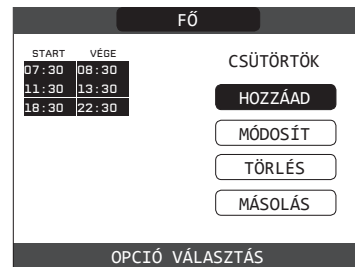 FŐ
START VÉGE
07:30 08:30
11:30 13:30
18:30 22:30
CSÜTÖRTÖK
HOZZÁAD
MÓDOSÍT
TÖRLÉS
MÁSOLÁS
OPCIÓ VÁLASZTÁS